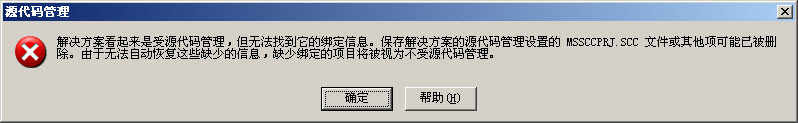 源代码管理
解决方案看起来是受源代码管理，但无法找到它的绑定信息。保存解决方案的源代码管理设置的 MSSCCPRJ.SCC 文件或其他项可能已被删
除。由于无法自动恢复这些缺少的信息，缺少绑定的项目将被视为不受源代码管理。
确定
帮助(H)